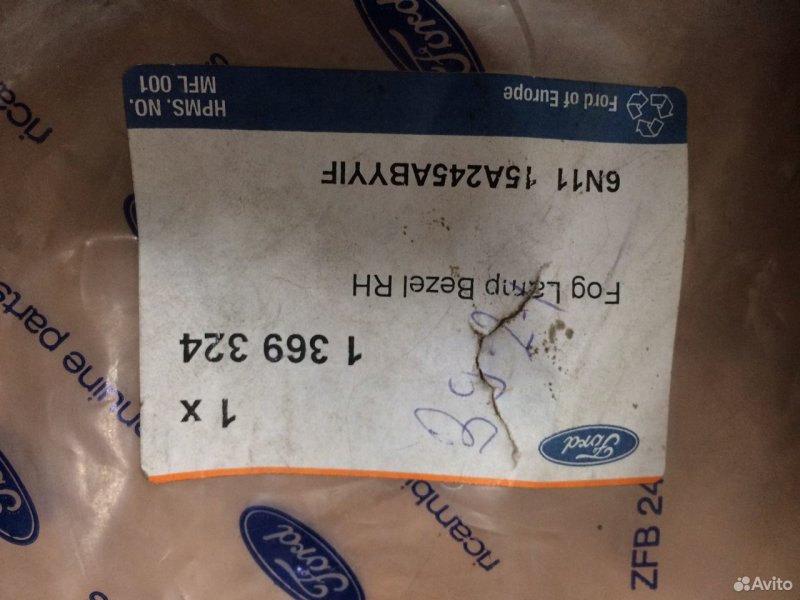 Ford of Europe
HPMS. NO.
MFL 001
6N11 15A245ABYYIF
Fog Lamp Bezel RH
1 369 324
1 x
Ford
Ford
Ford
Ford
ricambi
genuine parts
ZFB 24
Avito